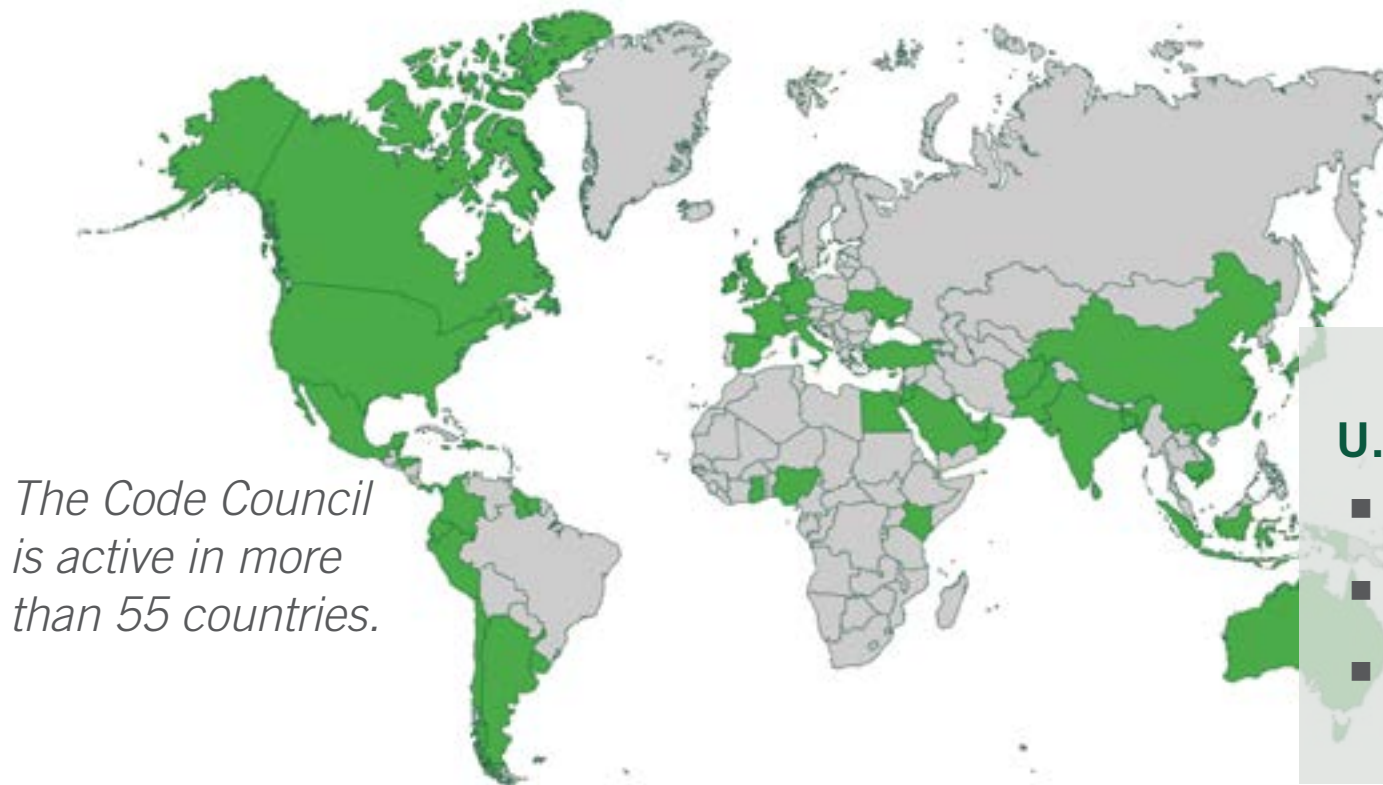 The Code Council
is active in more
than 55 countries.
U.